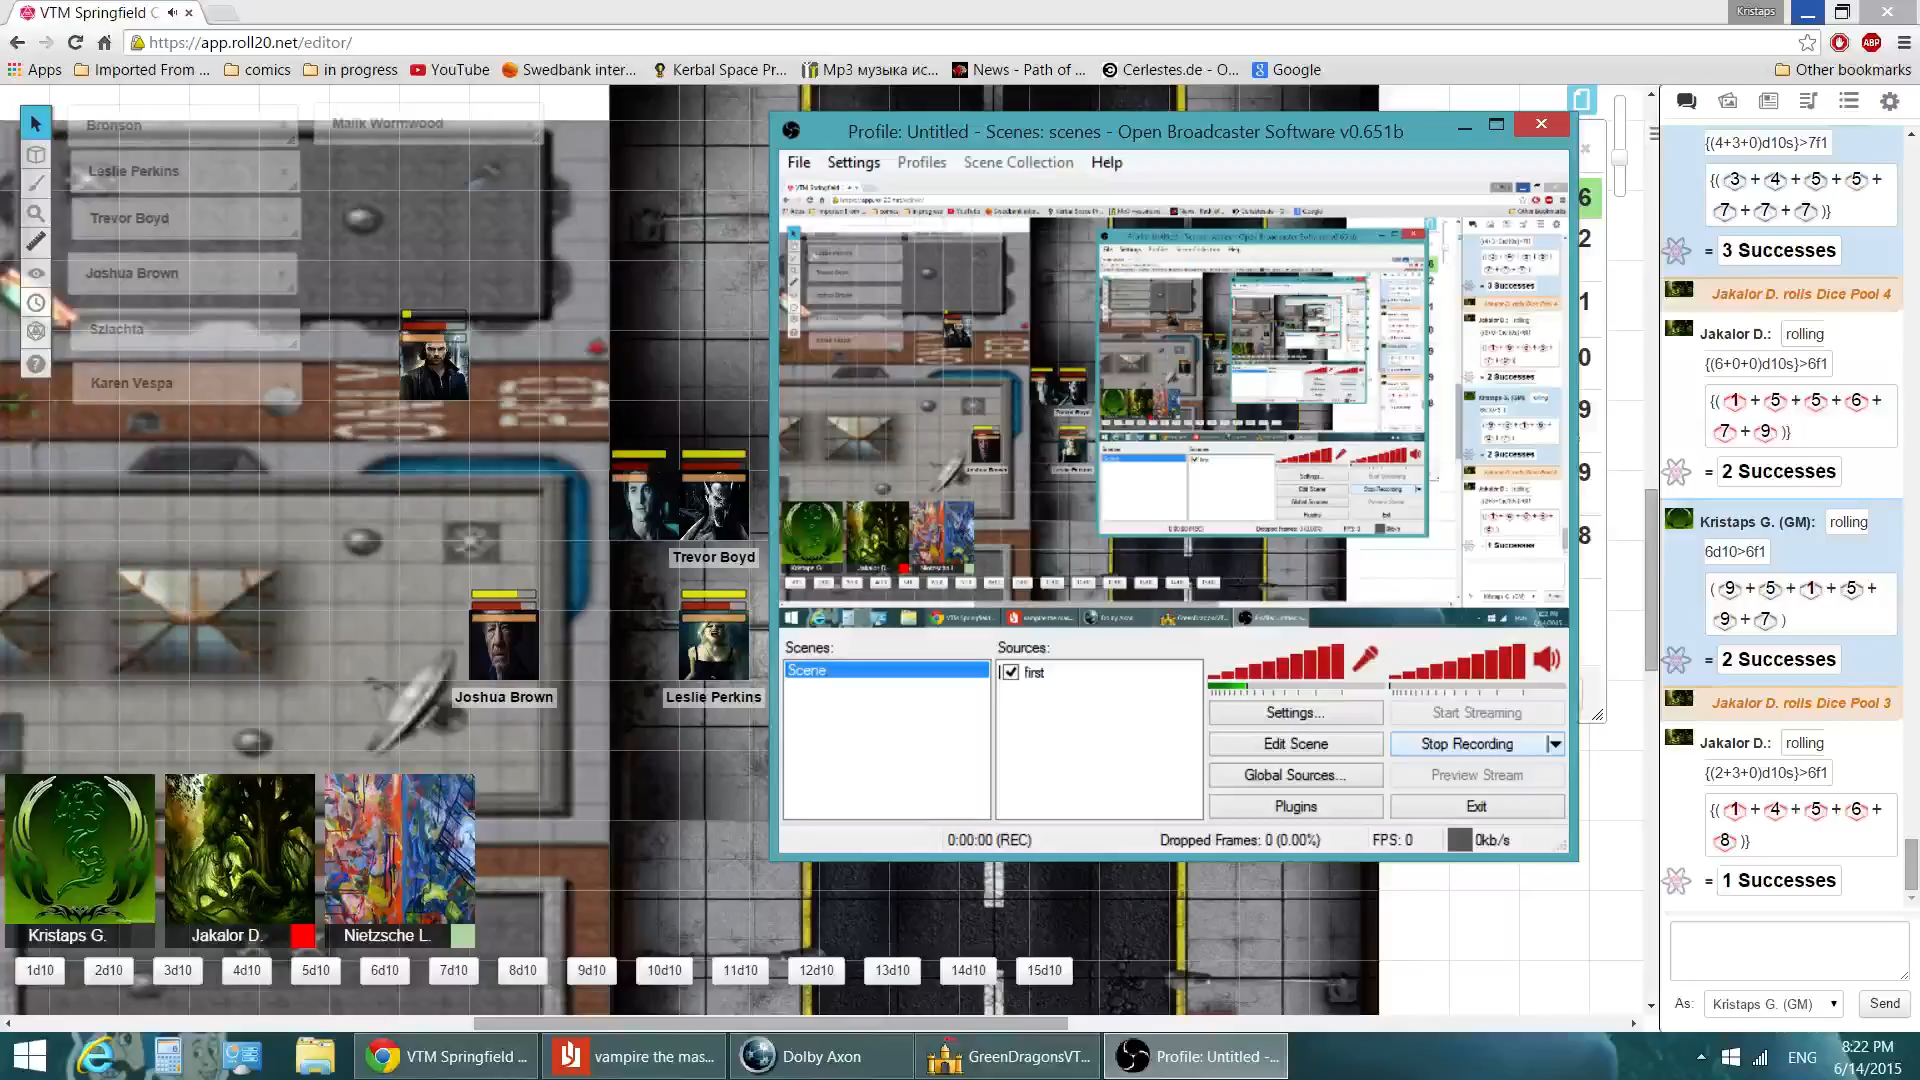 VTM Springfield C
Kristaps
https://app.roll20.net/editor/
Apps
Imported From ...
comics
in progress
YouTube
Swedbank inter...
Kerbal Space Pr...
Mp3 музыка ис...
News - Path of ...
Cerlestes.de - O...
Google
Other bookmarks
Bronson
Malik Wormwood
Leslie Perkins
Trevor Boyd
Joshua Brown
Szlachta
Karen Vespa
Trevor Boyd
Joshua Brown
Leslie Perkins
Kristaps G.
Jakalor D.
Nietzsche L.
1d10
2d10
3d10
4d10
5d10
6d10
7d10
8d10
9d10
10d10
11d10
12d10
13d10
14d10
15d10
Profile: Untitled - Scenes: scenes - Open Broadcaster Software v0.651b
File Settings Profiles Scene Collection Help
Scenes:
Scene
Sources:
first
Settings...
Start Streaming
Edit Scene
Stop Recording
Global Sources...
Preview Stream
Plugins
Exit
0:00:00 (REC)
Dropped Frames: 0 (0.00%)
FPS: 0
0kb/s
6
2
1
0
9
9
8
{(4+3+0)d10s}>7f1
{( 3 + 4 + 5 + 5 +
7 + 7 + 7 )}
= 3 Successes
Jakalor D. rolls Dice Pool 4
Jakalor D.: rolling
{(6+0+0)d10s}>6f1
{( 1 + 5 + 5 + 6 +
7 + 9 )}
= 2 Successes
Kristaps G. (GM): rolling
6d10>6f1
( 9 + 5 + 1 + 5 +
9 + 7 )
= 2 Successes
Jakalor D. rolls Dice Pool 3
Jakalor D.: rolling
{(2+3+0)d10s}>6f1
{( 1 + 4 + 5 + 6 +
8 )}
= 1 Successes
As: Kristaps G. (GM)
Send
VTM Springfield ...
vampire the mas...
Dolby Axon
GreenDragonsVT...
Profile: Untitled -...
ENG
8:22 PM
6/14/2015